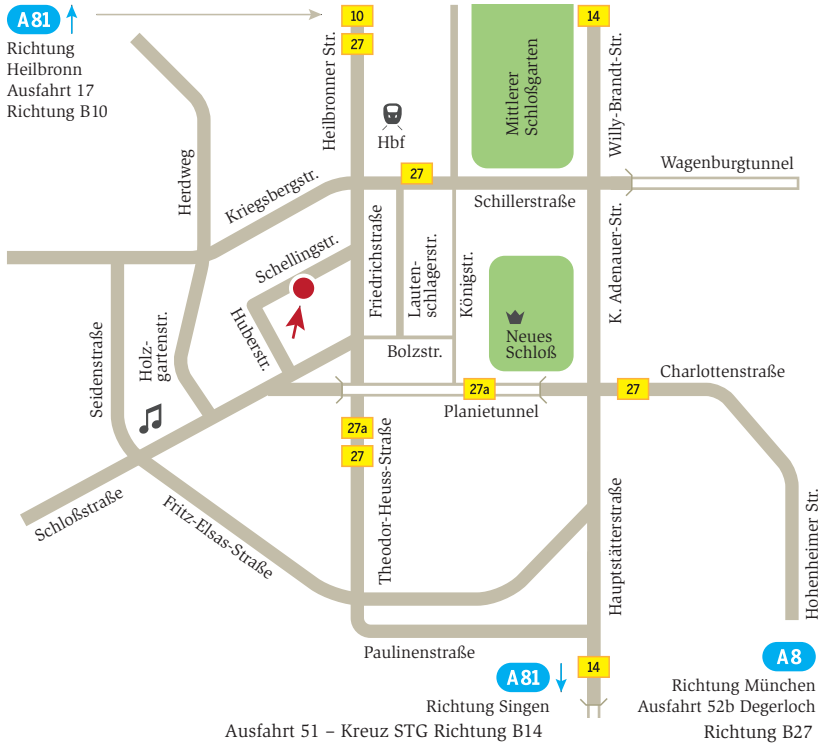 A81
Richtung
Heilbronn
Ausfahrt 17
Richtung B10
10
27
Heilbronner Str.
Hbf
Mittlerer
Schloßgarten
14
Willy-Brandt-Str.
Wagenburgtunnel
Herdweg
Kriegsbergstr.
27
Schillerstraße
Schellingstr.
Huberstr.
Friedrichstraße
Lauten-
schlagerstr.
Königstr.
K. Adenauer-Str.
Neues
Schloß
Bolzstr.
Seidenstraße
Holz-
gartenstr.
27a
Planietunnel
27
Charlottenstraße
27a
27
Theodor-Heuss-Straße
Schloßstraße
Fritz-Elsas-Straße
Hauptstätterstraße
Hohenheimer Str.
Paulinenstraße
14
A81
Richtung Singen
Ausfahrt 51 – Kreuz STG Richtung B14
A8
Richtung München
Ausfahrt 52b Degerloch
Richtung B27